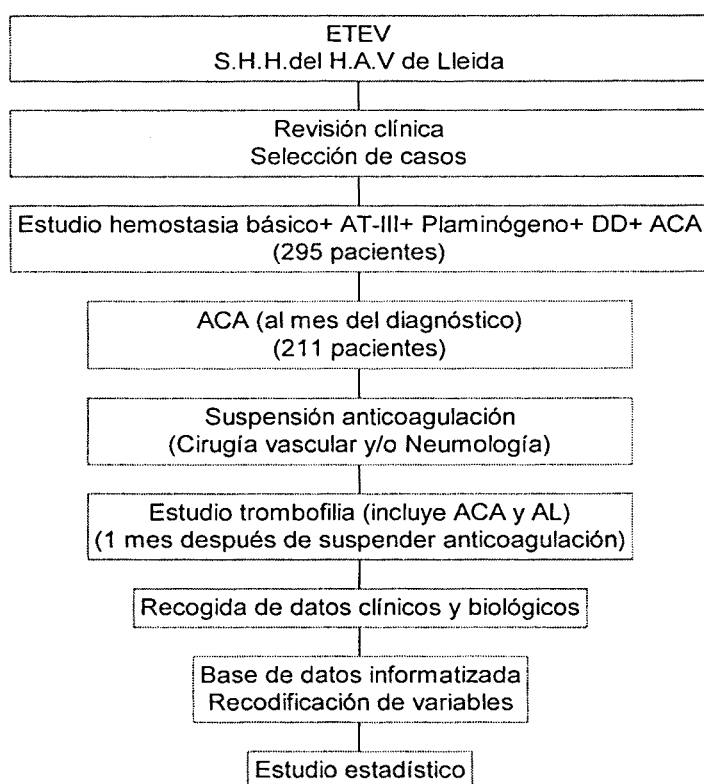 ETEV
S.H.H.del H.A.V de Lleida
Revisión clínica
Selección de casos
Estudio hemostasia básico+ AT-III+ Plaminógeno+ DD+ ACA
(295 pacientes)
ACA (al mes del diagnóstico)
(211 pacientes)
Suspensión anticoagulación
(Cirugía vascular y/o Neumología)
Estudio trombofilia (incluye ACA y AL)
(1 mes después de suspender anticoagulación)
Recogida de datos clínicos y biológicos
Base de datos informatizada
Recodificación de variables
Estudio estadístico